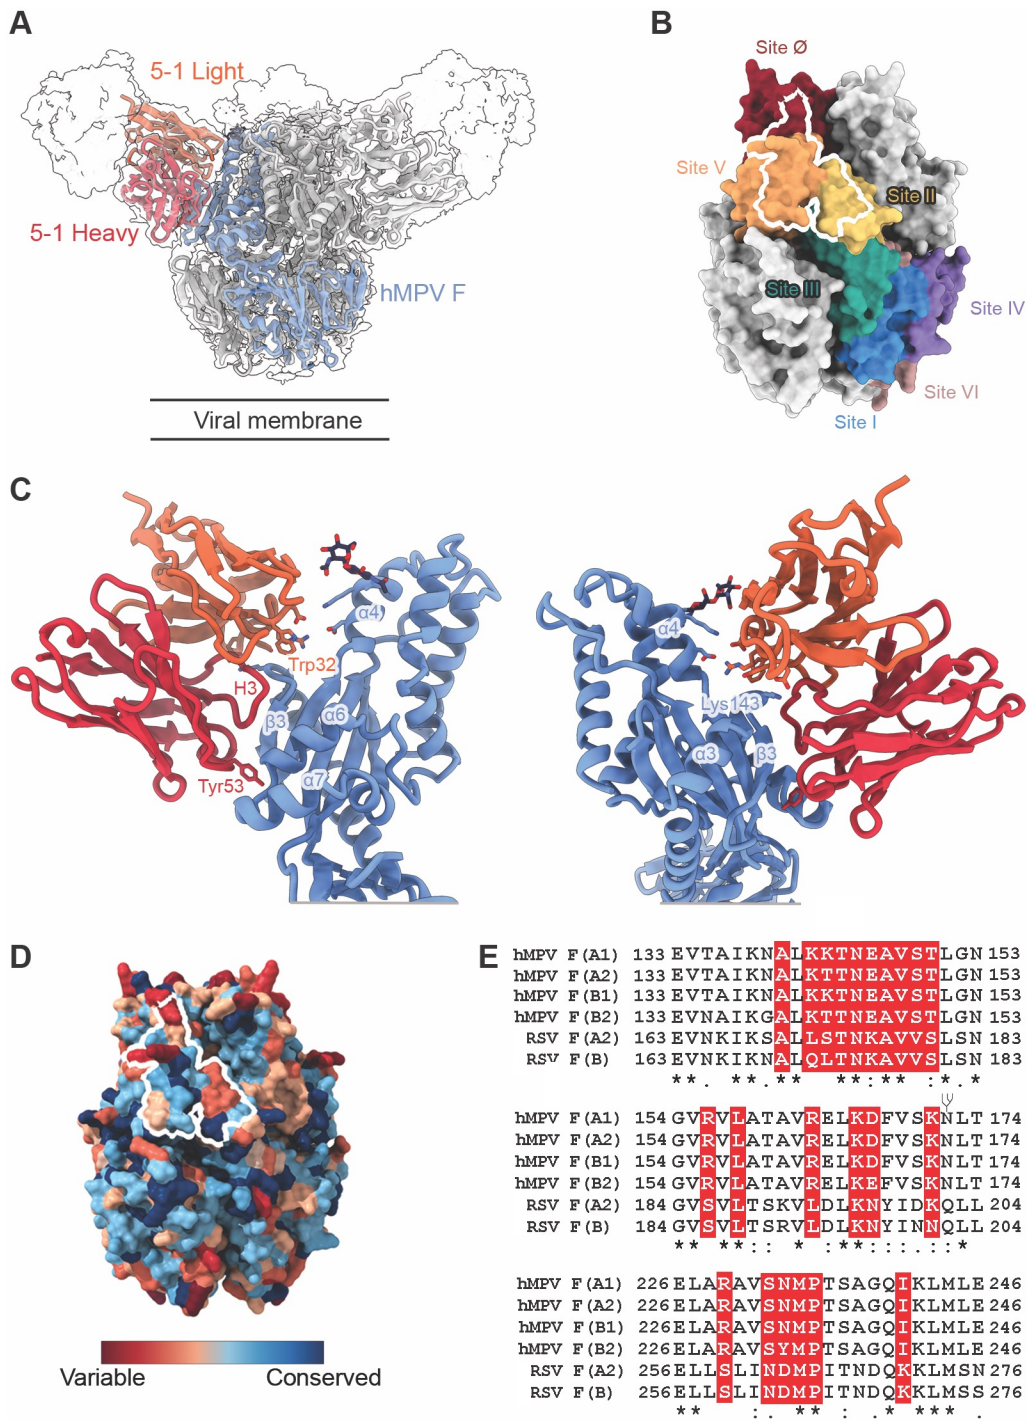 A
5-1 Light
5-1 Heavy
hMPV F
Viral membrane
B
Site Ø
Site V
Site II
Site III
Site IV
Site VI
Site I
C
α4
Trp32
H3
β3
α6
α7
Tyr53
α4
Lys143
α3
β3
D
Variable
Conserved
E
hMPV F(A1) 133 EVTAIKNALKKTNEAVSTLGN 153
hMPV F(A2) 133 EVTAIKNALKTTNEAVSTLGN 153
hMPV F(B1) 133 EVTAIKNALKKTNEAVSTLGN 153
hMPV F(B2) 133 EVNAIKGALKTTNEAVSTLGN 153
RSV F(A2) 163 EVNKIKSALLSTNKAVVSLSN 183
RSV F(B) 163 EVNKIKNALQLTNKAVVSLSN 183
**. **.** **:** :*.*
hMPV F(A1) 154 GVRVLATAVRELKDFVSKNLT 174
hMPV F(A2) 154 GVRVLATAVRELKDFVSKNLT 174
hMPV F(B1) 154 GVRVLATAVRELKDFVSKNLT 174
hMPV F(B2) 154 GVRVLATAVRELKEFVSKNLT 174
RSV F(A2) 184 GVSVLTSKVLDLKNYIDKQLL 204
RSV F(B) 184 GVSVLTSRVLDLKNYINNQLL 204
** **:: * :**::::::*
hMPV F(A1) 226 ELARAVSNMPTSAGQIKLMLE 246
hMPV F(A2) 226 ELARAVSNMPTSAGQIKLMLE 246
hMPV F(B1) 226 ELARAVSNMPTSAGQIKLMLE 246
hMPV F(B2) 226 ELARAVSYMPTSAGQIKLMLE 246
RSV F(A2) 256 ELLSLINDMPITNDQKKLMSN 276
RSV F(B) 256 ELLSLINDMPITNDQKKLMSS 276
** :. ** : .* *** .